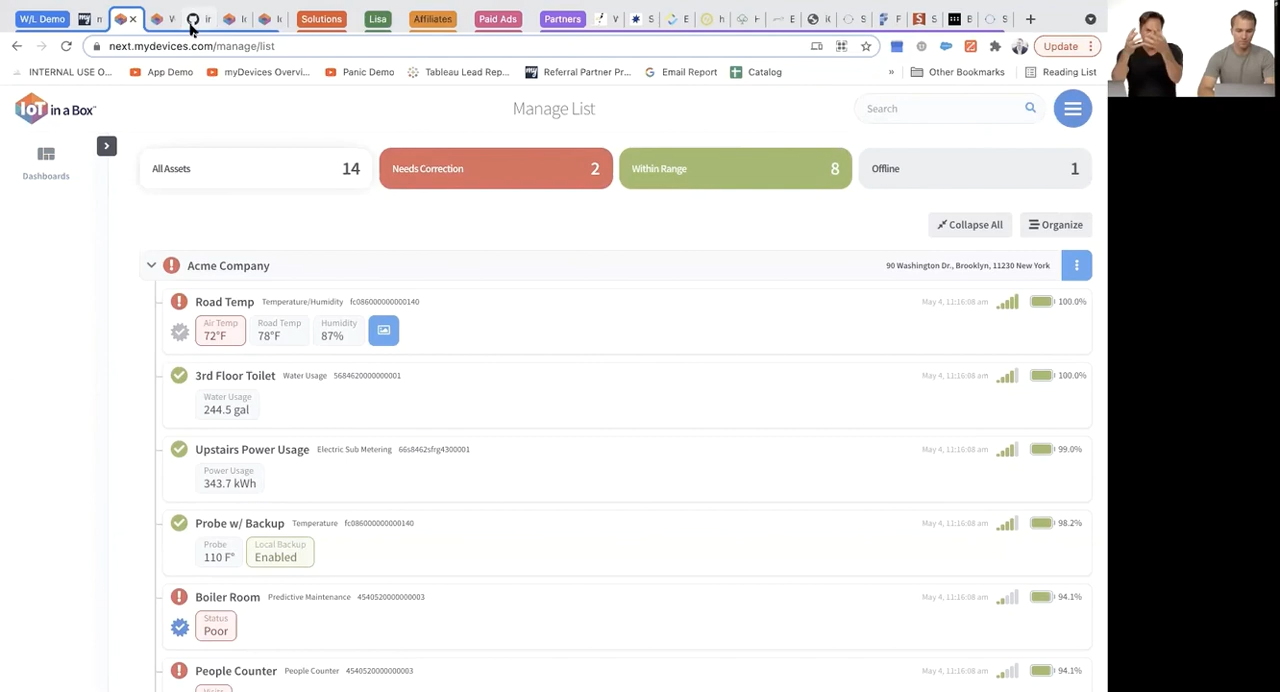 W/L Demo
Solutions
Lisa
Affiliates
Paid Ads
Partners
next.mydevices.com/manage/list
Update
INTERNAL USE O...
App Demo
myDevices Overvi...
Panic Demo
Tableau Lead Rep...
Referral Partner Pr...
Email Report
Catalog
»
Other Bookmarks
Reading List
IoT in a Box™
Manage List
Search
Dashboards
All Assets 14
Needs Correction 2
Within Range 8
Offline 1
Collapse All
Organize
Acme Company
90 Washington Dr., Brooklyn, 11230 New York
Road Temp Temperature/Humidity fc086000000000140
May 4, 11:16:08 am 100.0%
Air Temp
72°F
Road Temp
78°F
Humidity
87%
3rd Floor Toilet Water Usage 5684620000000001
May 4, 11:16:08 am 100.0%
Water Usage
244.5 gal
Upstairs Power Usage Electric Sub Metering 66s8462sfrg4300001
May 4, 11:16:08 am 99.0%
Power Usage
343.7 kWh
Probe w/ Backup Temperature fc086000000000140
May 4, 11:16:08 am 98.2%
Probe
110 F°
Local Backup
Enabled
Boiler Room Predictive Maintenance 4540520000000003
May 4, 11:16:08 am 94.1%
Status
Poor
People Counter People Counter 4540520000000003
May 4, 11:16:08 am 94.1%